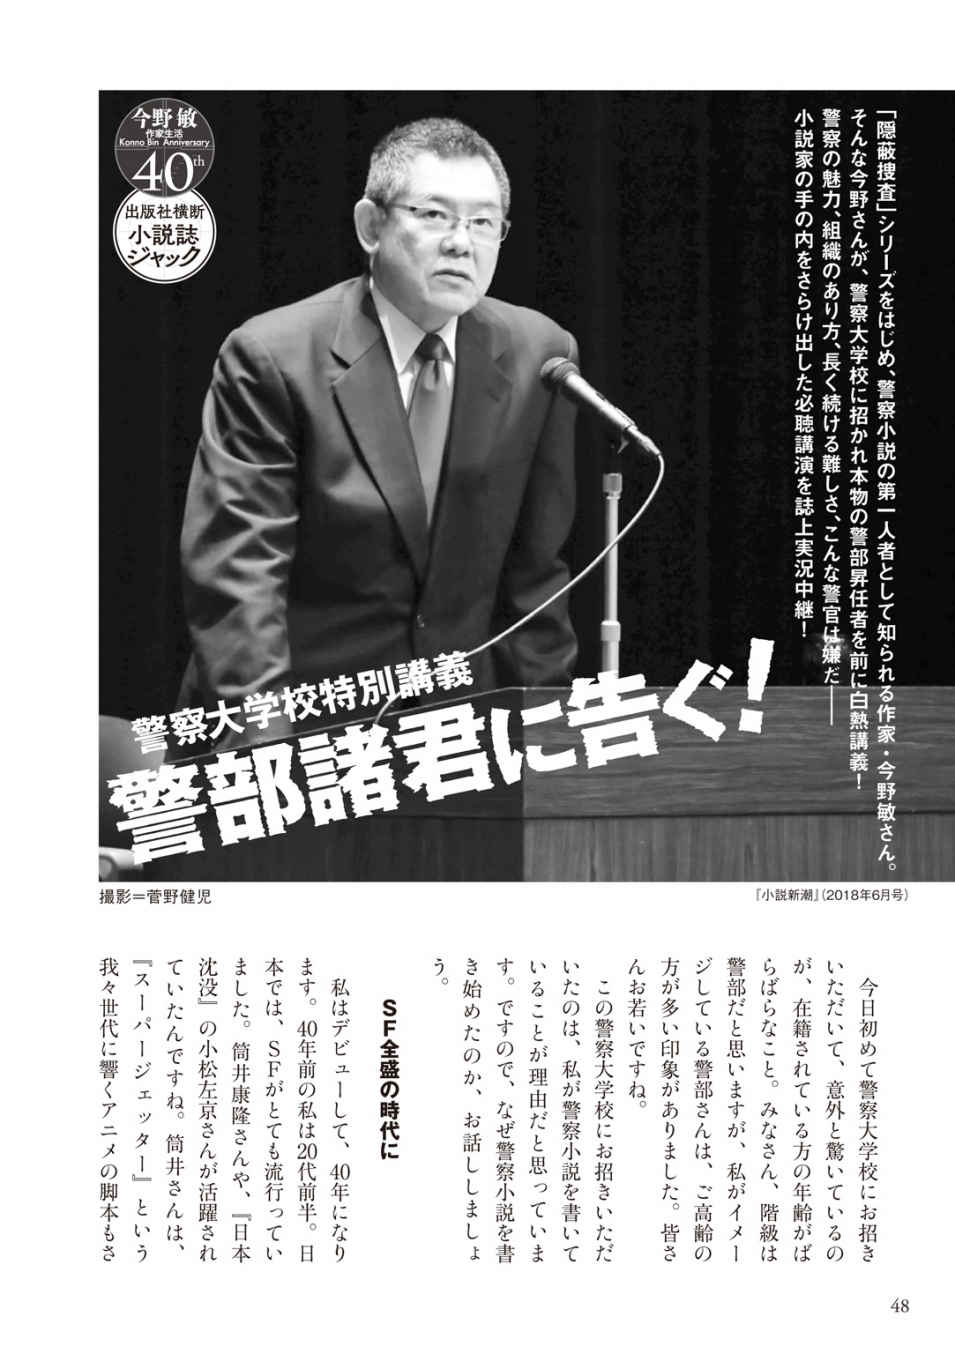 今野 敏
作家生活
Konno Bin Anniversary
40th
出版社横断
小説誌
ジャック
「隠蔽捜査」シリーズをはじめ、警察小説の第一人者として知られる作家・今野敏さん。
そんな今野さんが、警察大学校に招かれ本物の警部昇任者を前に白熱講義！
警察の魅力、組織のあり方、長く続ける難しさ、こんな警官は嫌だ――
小説家の手の内をさらけ出した必聴講演を誌上実況中継！
警察大学校特別講義
警部諸君に告ぐ！
撮影＝菅野健児
『小説新潮』（2018年6月号）
今日初めて警察大学校にお招き
いただいて、意外と驚いているの
が、在籍されている方の年齢がば
らばらなこと。みなさん、階級は
警部だと思いますが、私がイメー
ジしている警部さんは、ご高齢の
方が多い印象がありました。皆さ
んお若いですね。
この警察大学校にお招きいただ
いたのは、私が警察小説を書いて
いることが理由だと思っていま
す。ですので、なぜ警察小説を書
き始めたのか、お話ししましょ
う。
ＳＦ全盛の時代に
私はデビューして、40年になり
ます。40年前の私は20代前半。日
本では、ＳＦがとても流行ってい
ました。筒井康隆さんや、『日本
沈没』の小松左京さんが活躍され
ていたんですね。筒井さんは、
『スーパージェッター』という
我々世代に響くアニメの脚本もさ
48